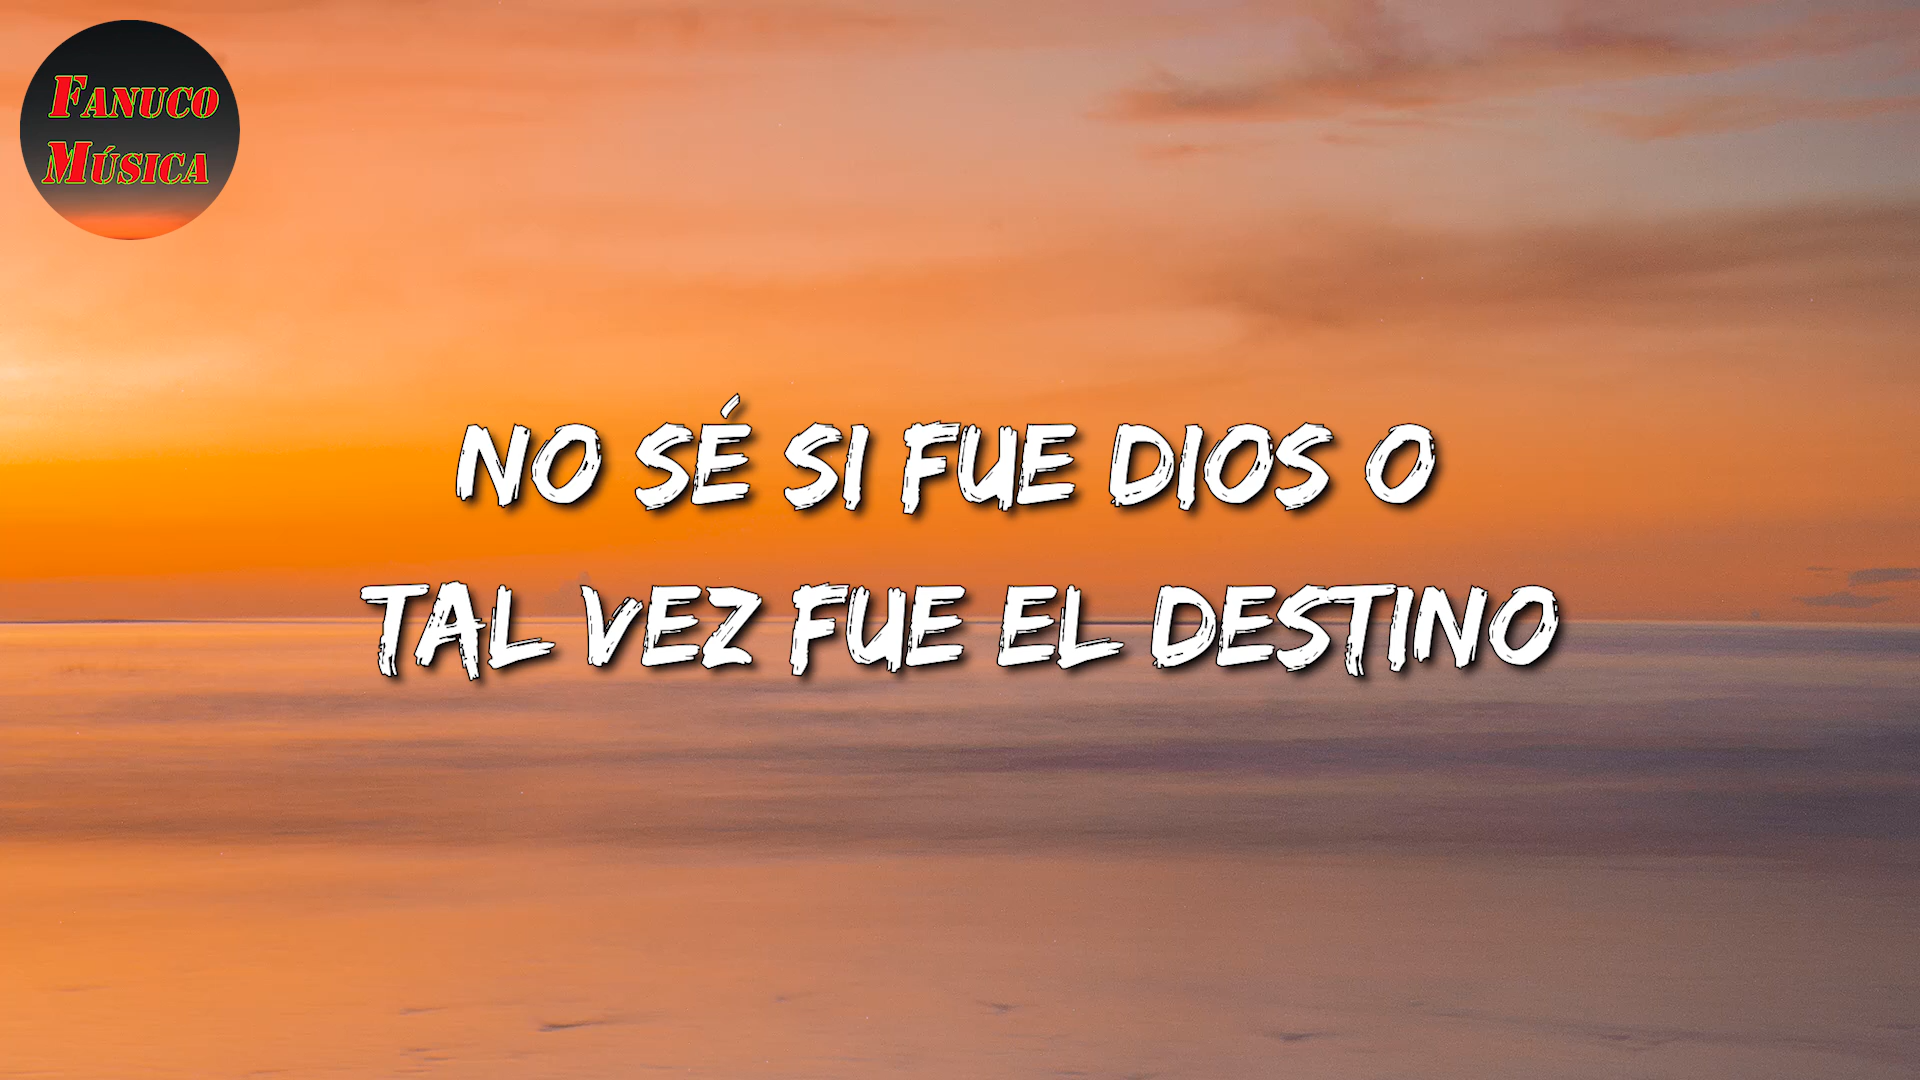 FANUCO
MÚSICA
NO SÉ SI FUE DIOS O
TAL VEZ FUE EL DESTINO